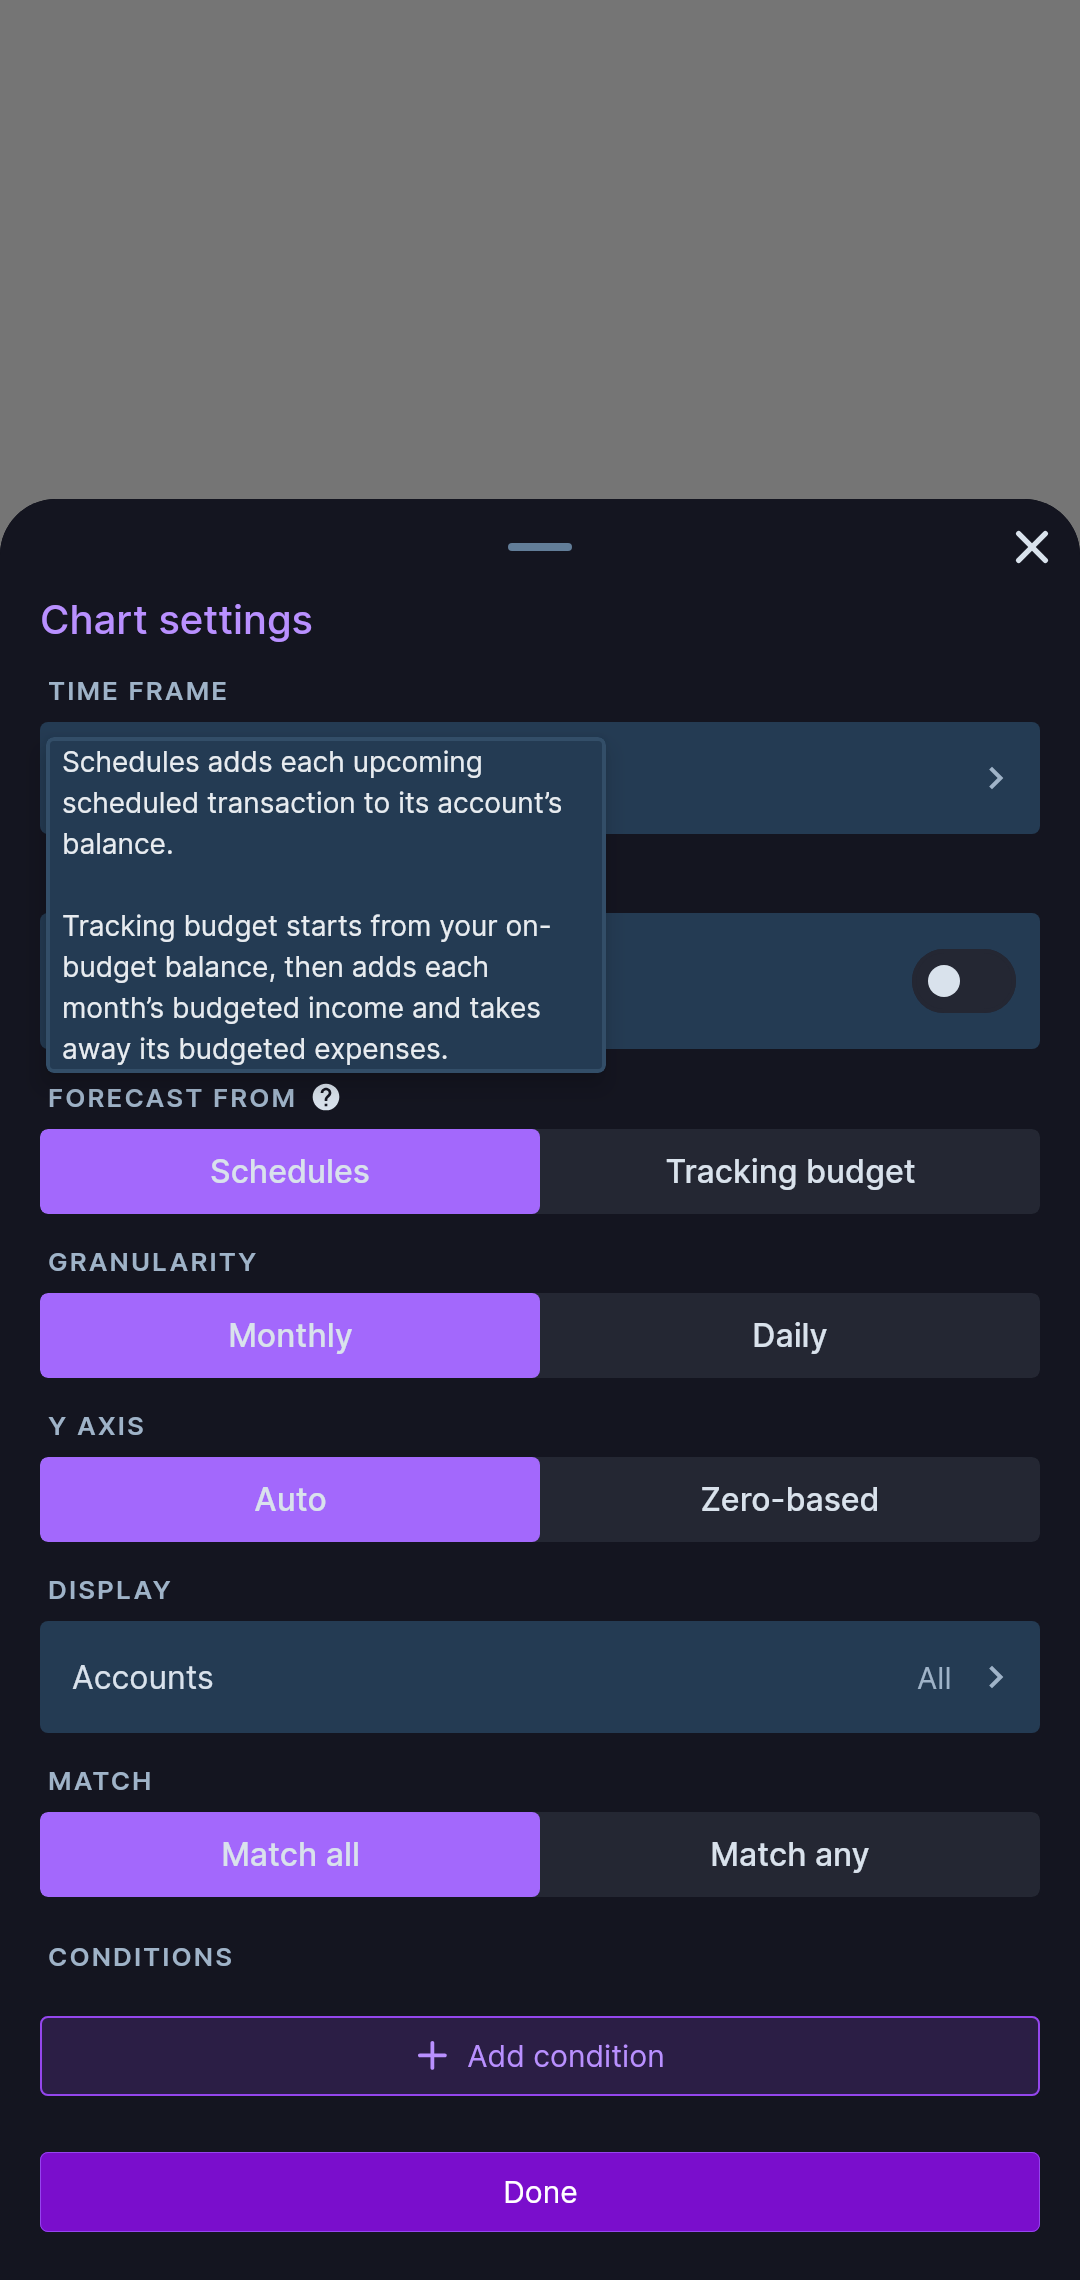 Chart settings
TIME FRAME
Schedules adds each upcoming
scheduled transaction to its account’s
balance.
Tracking budget starts from your on-
budget balance, then adds each
month’s budgeted income and takes
away its budgeted expenses.
FORECAST FROM ?
Schedules Tracking budget
GRANULARITY
Monthly Daily
Y AXIS
Auto Zero-based
DISPLAY
Accounts All
MATCH
Match all Match any
CONDITIONS
+ Add condition
Done